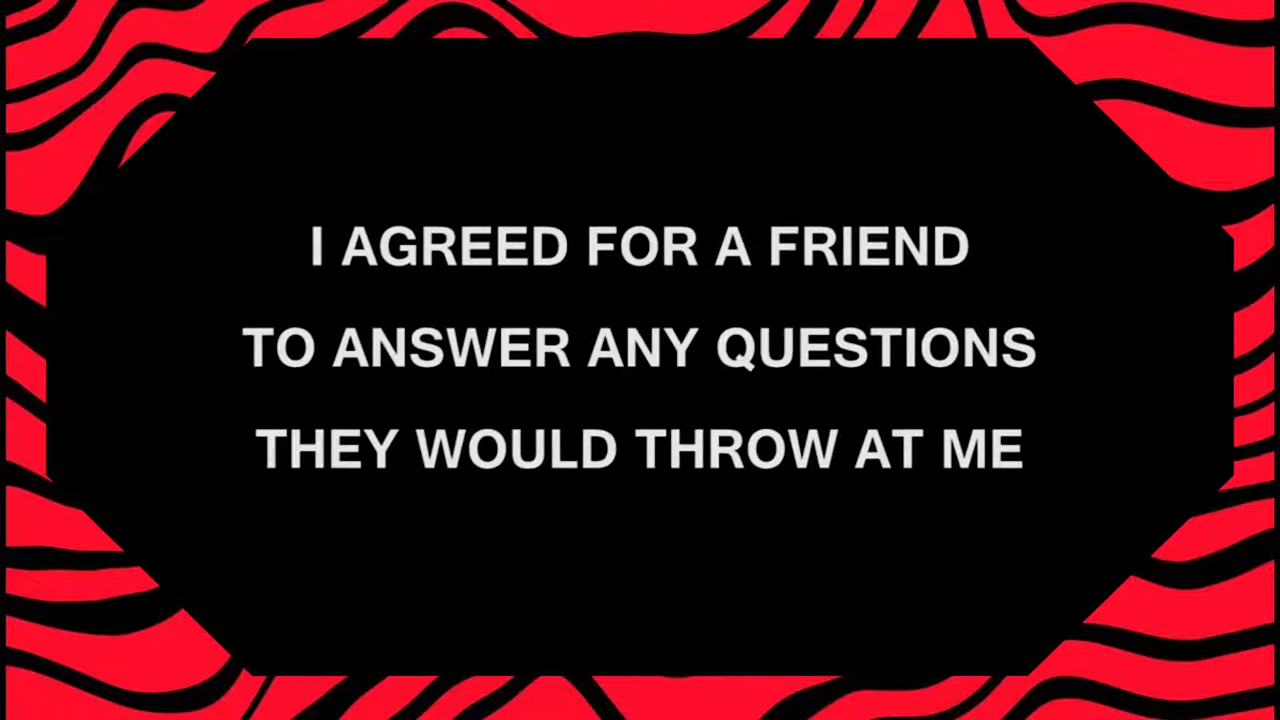 I AGREED FOR A FRIEND
TO ANSWER ANY QUESTIONS
THEY WOULD THROW AT ME